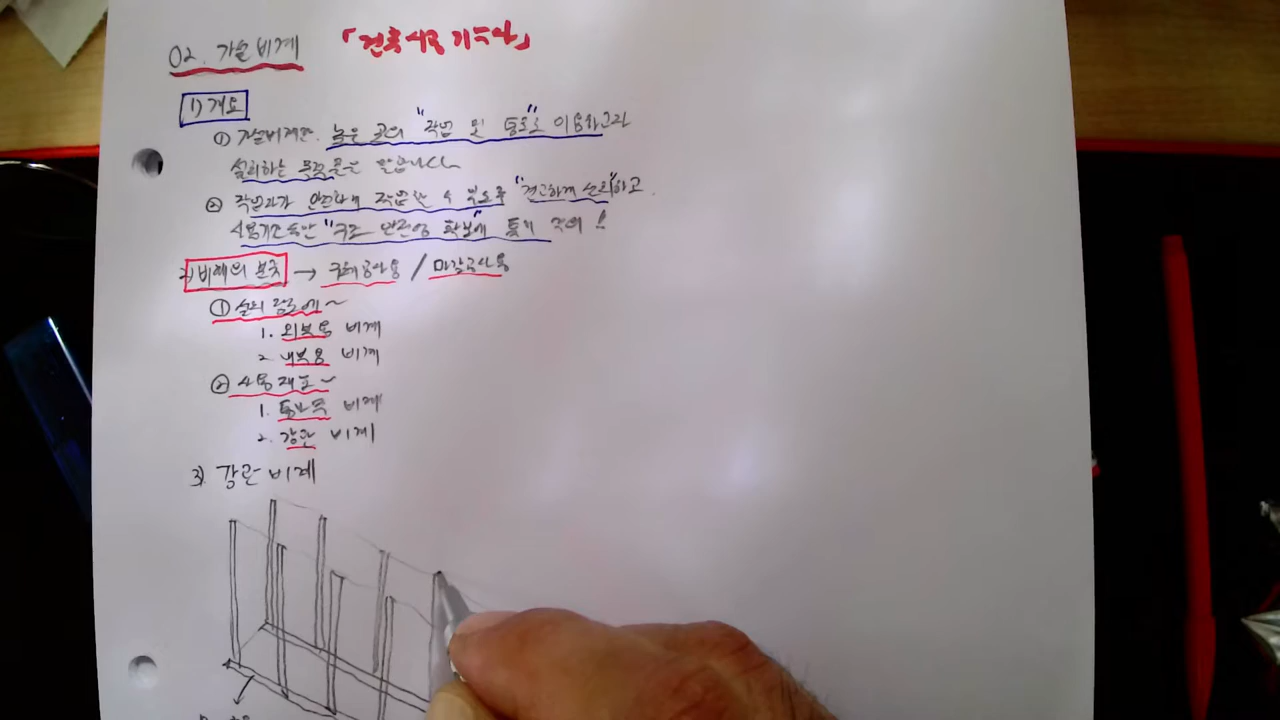 02. 가설비계 「건축시공기술사」
1) 개요
① 가설비계란. 높은 곳의 "작업 및 통로"로 이용하고자
설치하는 목적물을 말합니다
② 작업자가 안전하게 작업할 수 있도록 "견고하게 설치"하고
사용기간동안 "구조 안전성 확보"에 특히 주의!!
2) 비계의 분류 → 구체공사용 / 마감공사용
① 설치 장소에~
1. 외부용 비계
2. 내부용 비계
② 사용재료~
1. 통나무 비계
2. 강관 비계
3) 강관비계